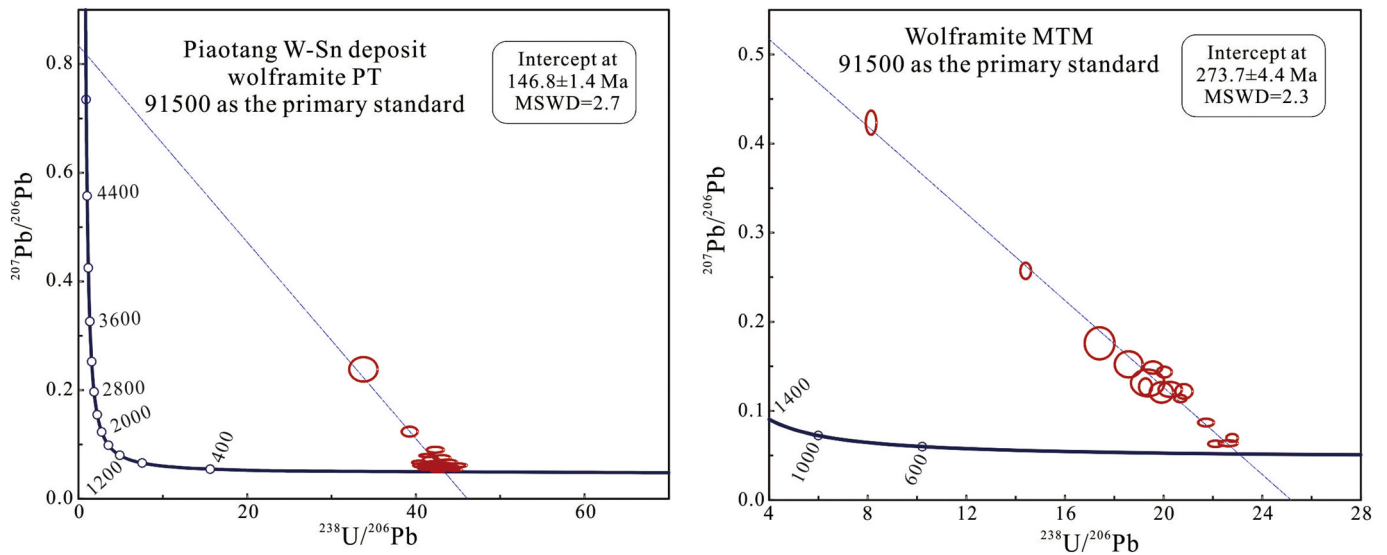 Piaotang W-Sn deposit
wolframite PT
91500 as the primary standard
Intercept at
146.8±1.4 Ma
MSWD=2.7
0.8
0.6
0.4
0.2
0.0
²⁰⁷Pb/²⁰⁶Pb
4400
3600
2800
2000
1200
400
0
20
40
60
²³⁸U/²⁰⁶Pb
Wolframite MTM
91500 as the primary standard
Intercept at
273.7±4.4 Ma
MSWD=2.3
0.5
0.4
0.3
0.2
0.1
0.0
²⁰⁷Pb/²⁰⁶Pb
1400
1000
600
4
8
12
16
20
24
28
²³⁸U/²⁰⁶Pb